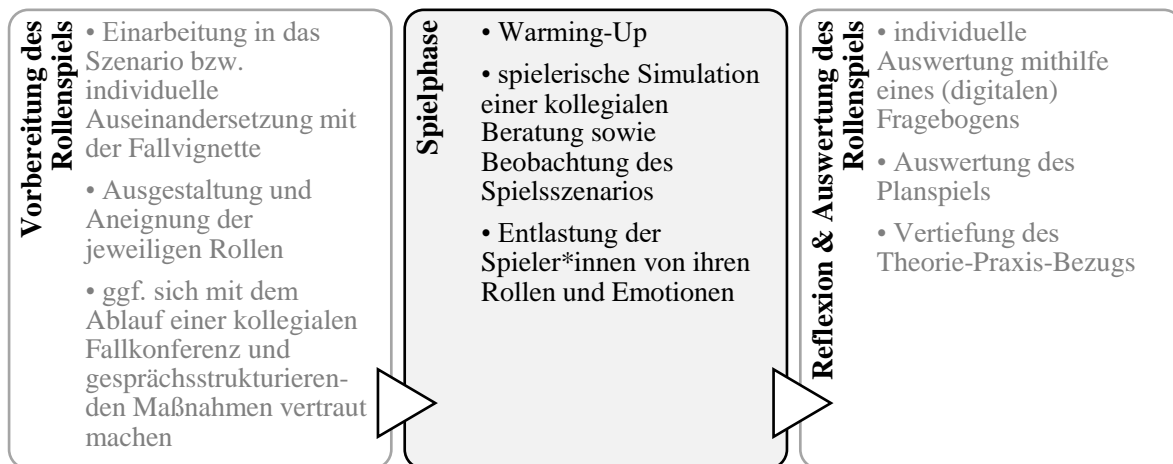 Vorbereitung des
Rollenspiels
• Einarbeitung in das
Szenario bzw.
individuelle
Auseinandersetzung mit
der Fallvignette
• Ausgestaltung und
Aneignung der
jeweiligen Rollen
• ggf. sich mit dem
Ablauf einer kollegialen
Fallkonferenz und
gesprächsstrukturieren-
den Maßnahmen vertraut
machen
Spielphase
• Warming-Up
• spielerische Simulation
einer kollegialen
Beratung sowie
Beobachtung des
Spielsszenarios
• Entlastung der
Spieler*innen von ihren
Rollen und Emotionen
Reflexion & Auswertung des
Rollenspiels
• individuelle
Auswertung mithilfe
eines (digitalen)
Fragebogens
• Auswertung des
Planspiels
• Vertiefung des
Theorie-Praxis-Bezugs